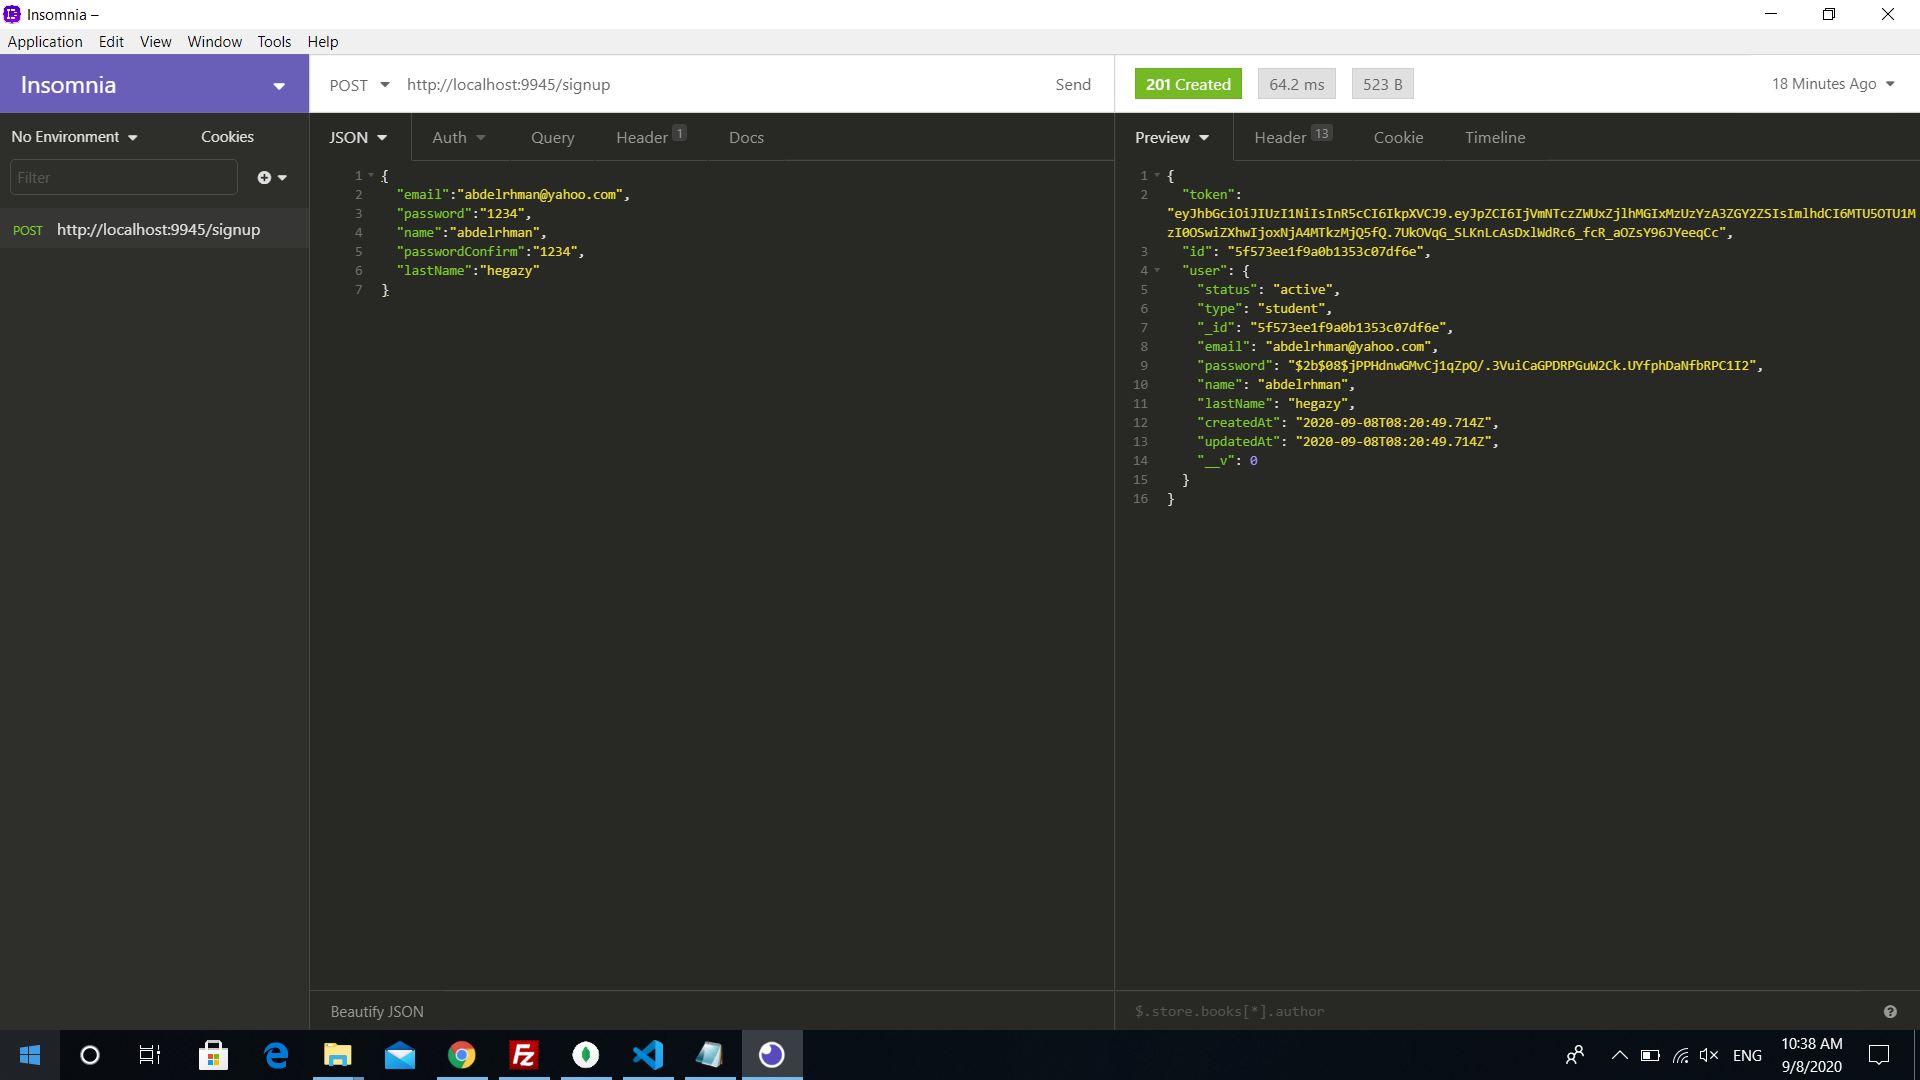 Insomnia –
Application Edit View Window Tools Help
Insomnia
POST http://localhost:9945/signup Send
201 Created 64.2 ms 523 B 18 Minutes Ago
No Environment Cookies
JSON Auth Query Header 1 Docs
Preview Header 13 Cookie Timeline
Filter
POST http://localhost:9945/signup
1 {
2 "email":"abdelrhman@yahoo.com",
3 "password":"1234",
4 "name":"abdelrhman",
5 "passwordConfirm":"1234",
6 "lastName":"hegazy"
7 }
1 {
2 "token":
"eyJhbGciOiJIUzI1NiIsInR5cCI6IkpXVCJ9.eyJpZCI6IjVmNTczZWUxZjlhMGIxMzUzYzA3ZGY2ZSIsImlhdCI6MTU5OTU1M
zI0OSwiZXhwIjoxNjA4MTkzMjQ5fQ.7UkOVqG_SLKnLcAsDxlWdRc6_fcR_aOZsY96JYeeqCc",
3 "id": "5f573ee1f9a0b1353c07df6e",
4 "user": {
5 "status": "active",
6 "type": "student",
7 "_id": "5f573ee1f9a0b1353c07df6e",
8 "email": "abdelrhman@yahoo.com",
9 "password": "$2b$08$jPPHdnwGMvCj1qZpQ/.3VuiCaGPDRPGuW2Ck.UYfphDaNfbRPC1I2",
10 "name": "abdelrhman",
11 "lastName": "hegazy",
12 "createdAt": "2020-09-08T08:20:49.714Z",
13 "updatedAt": "2020-09-08T08:20:49.714Z",
14 "__v": 0
15 }
16 }
Beautify JSON
$.store.books[*].author
ENG
10:38 AM
9/8/2020